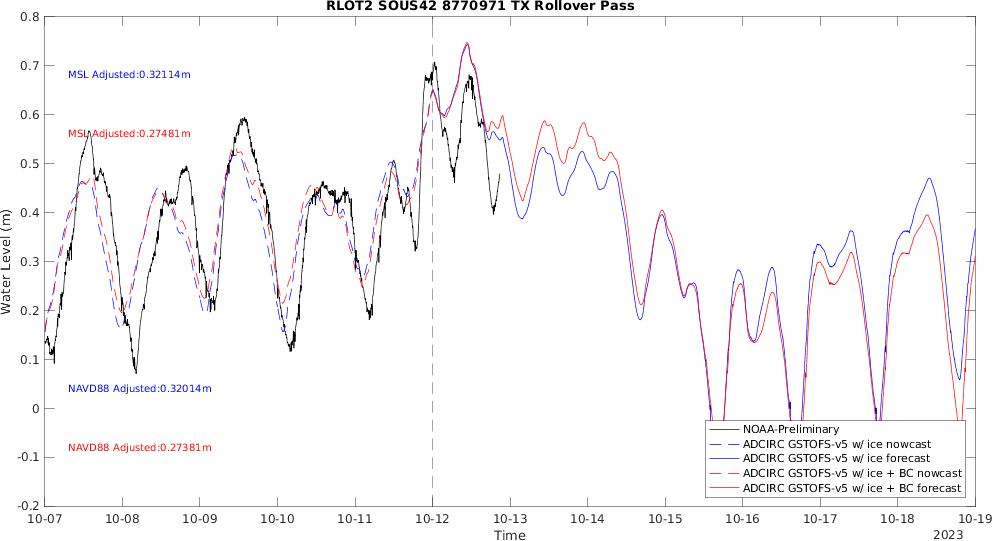 RLOT2 SOUS42 8770971 TX Rollover Pass
0.8
0.7
0.6
0.5
0.4
0.3
0.2
0.1
0
-0.1
-0.2
Water Level (m)
MSL Adjusted:0.32114m
MSL Adjusted:0.27481m
NAVD88 Adjusted:0.32014m
NAVD88 Adjusted:0.27381m
NOAA-Preliminary
ADCIRC GSTOFS-v5 w/ ice nowcast
ADCIRC GSTOFS-v5 w/ ice forecast
ADCIRC GSTOFS-v5 w/ ice + BC nowcast
ADCIRC GSTOFS-v5 w/ ice + BC forecast
10-07 10-08 10-09 10-10 10-11 10-12 10-13 10-14 10-15 10-16 10-17 10-18 10-19
Time
2023